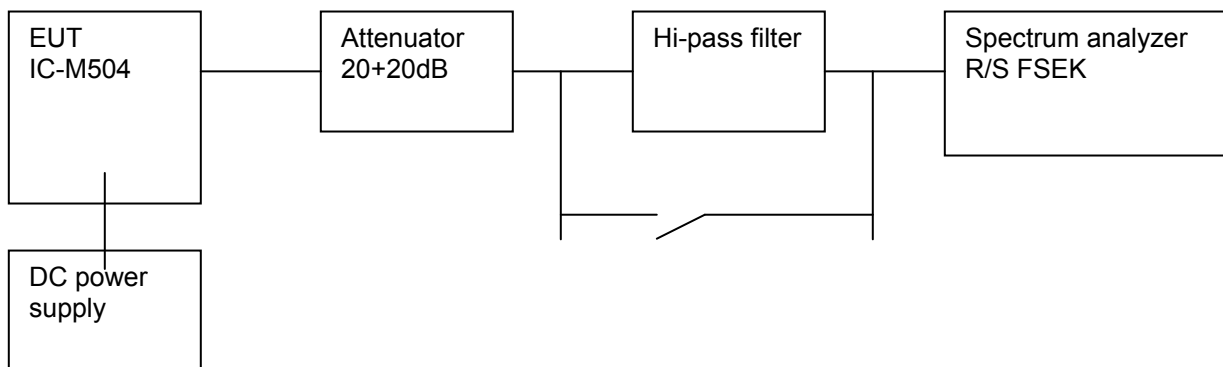 EUT
IC-M504
Attenuator
20+20dB
Hi-pass filter
Spectrum analyzer
R/S FSEK
DC power
supply